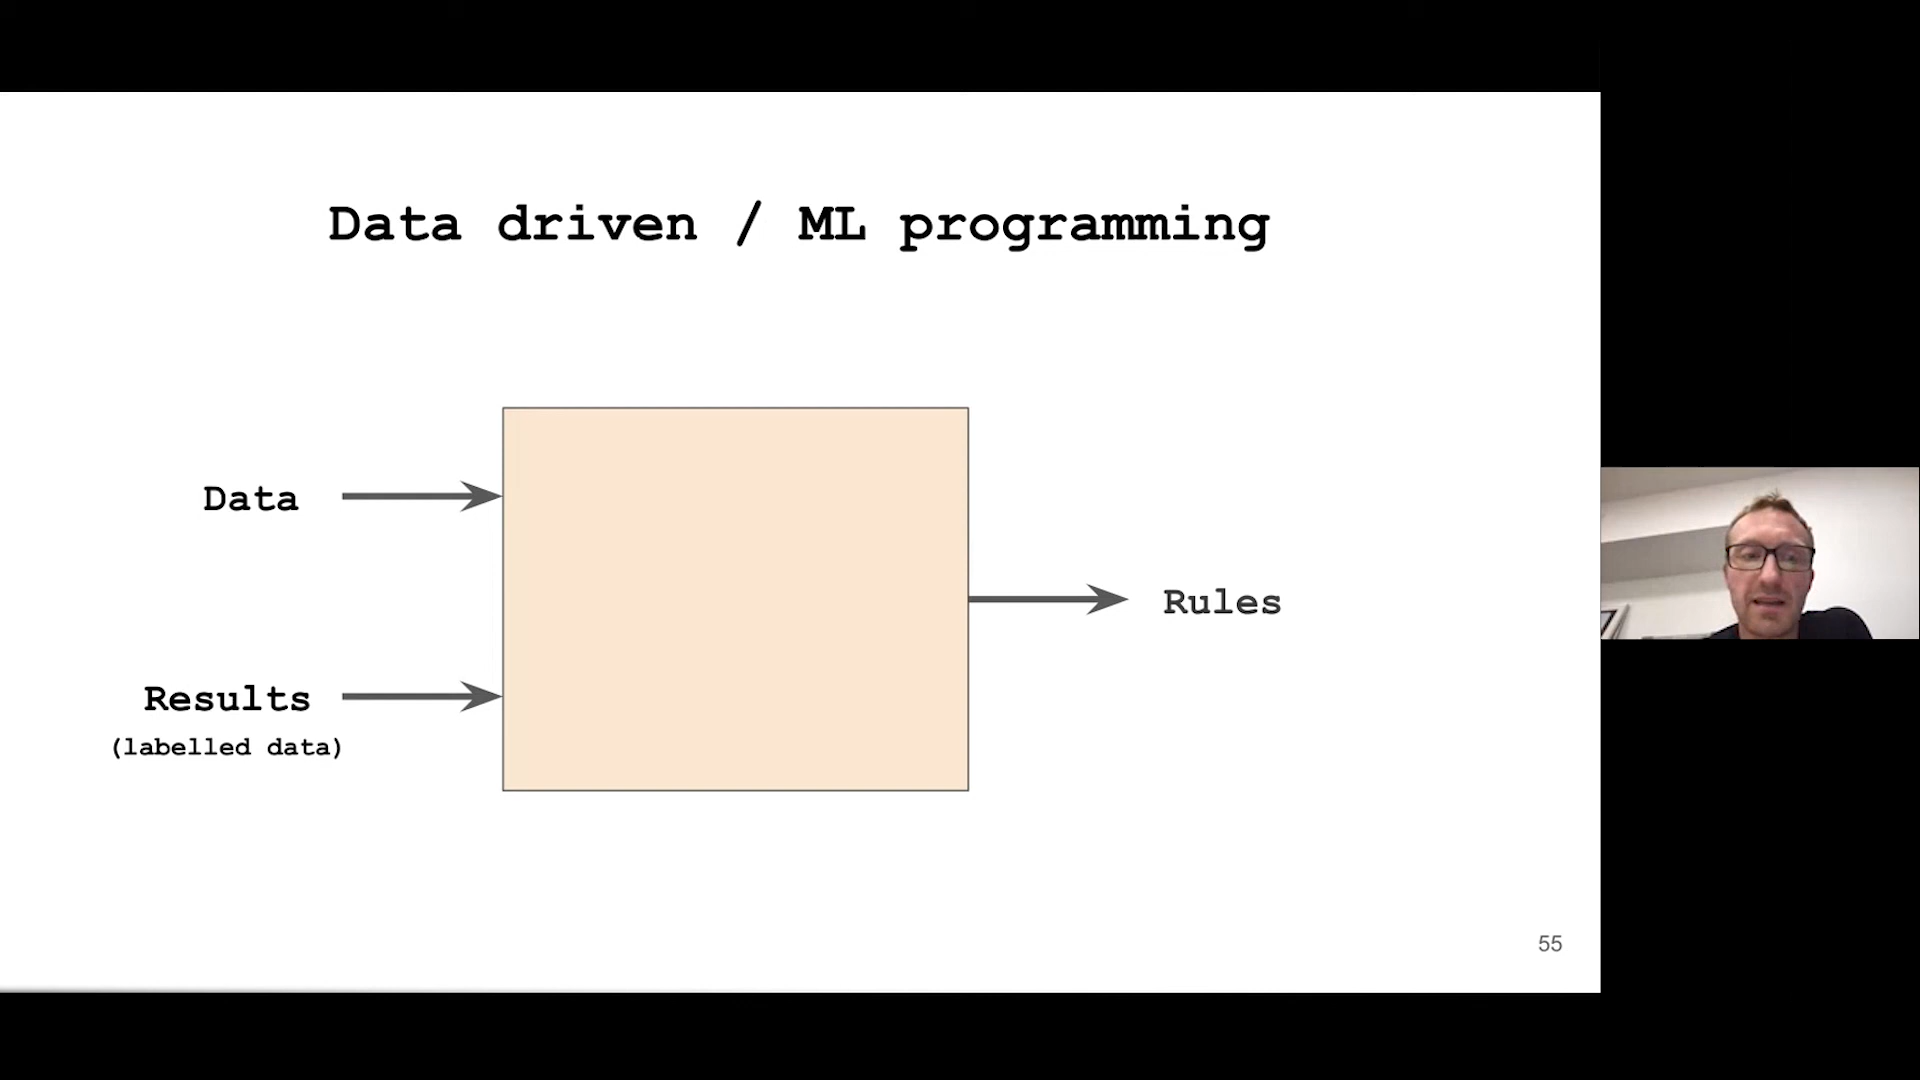 Data driven / ML programming
Data
Rules
Results
(labelled data)
55